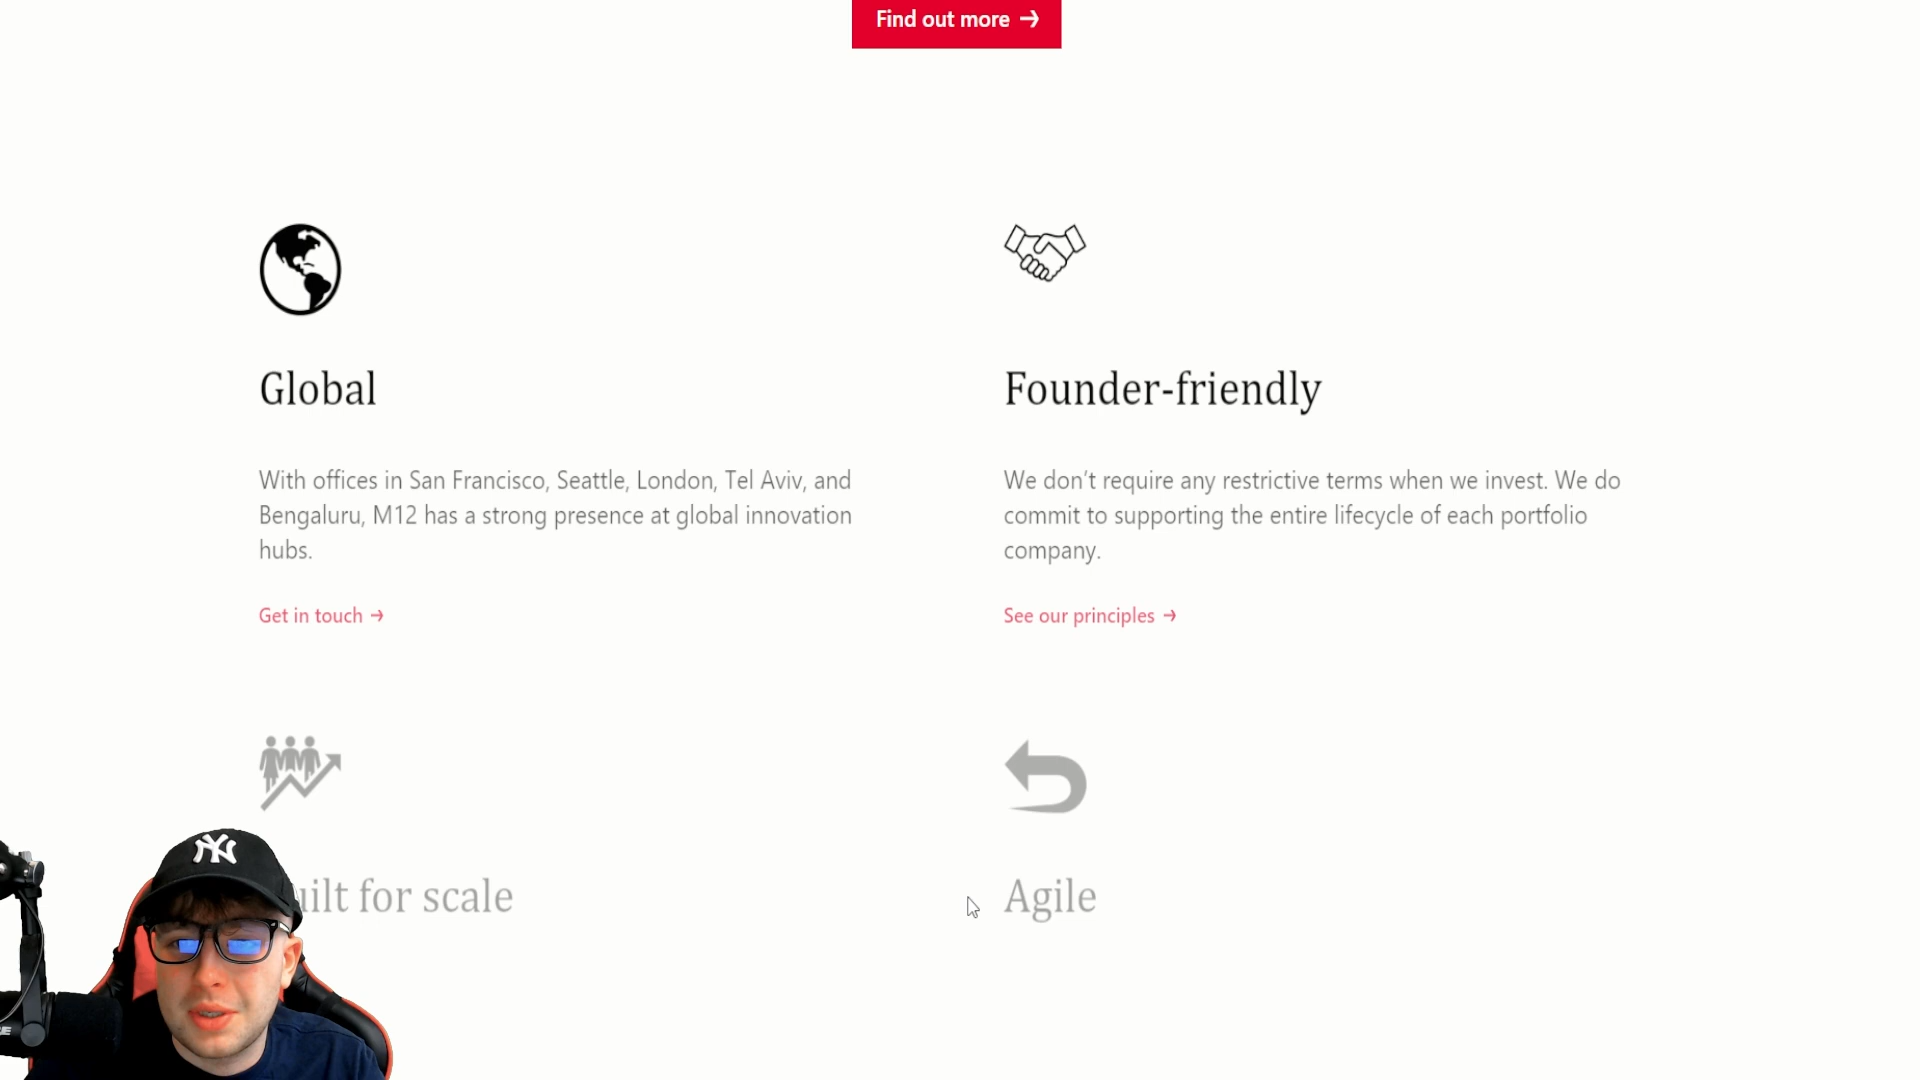 Find out more →
Global
With offices in San Francisco, Seattle, London, Tel Aviv, and
Bengaluru, M12 has a strong presence at global innovation
hubs.
Get in touch →
Founder-friendly
We don’t require any restrictive terms when we invest. We do
commit to supporting the entire lifecycle of each portfolio
company.
See our principles →
for scale
Agile
NY